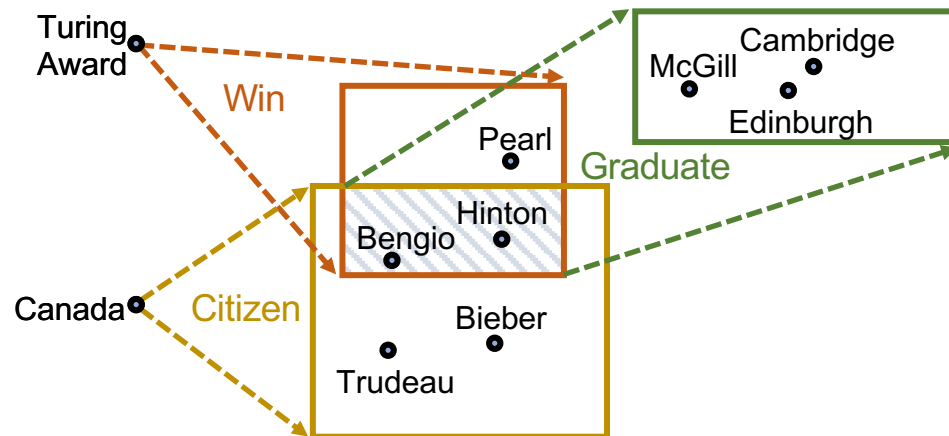 Turing
Award
Win
Pearl
McGill
Cambridge
Edinburgh
Graduate
Hinton
Bengio
Canada
Citizen
Bieber
Trudeau